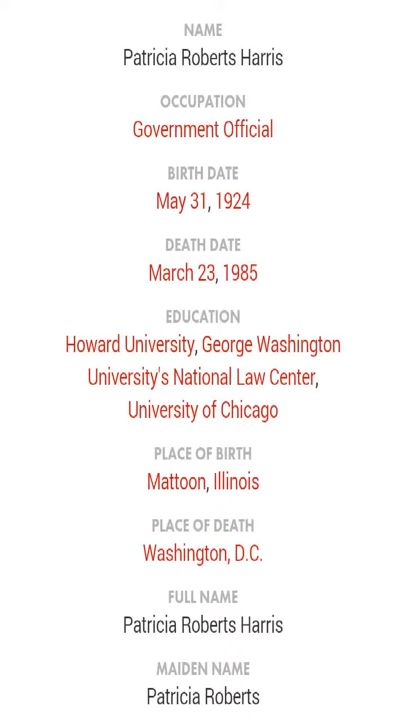 NAME
Patricia Roberts Harris
OCCUPATION
Government Official
BIRTH DATE
May 31, 1924
DEATH DATE
March 23, 1985
EDUCATION
Howard University, George Washington
University's National Law Center,
University of Chicago
PLACE OF BIRTH
Mattoon, Illinois
PLACE OF DEATH
Washington, D.C.
FULL NAME
Patricia Roberts Harris
MAIDEN NAME
Patricia Roberts